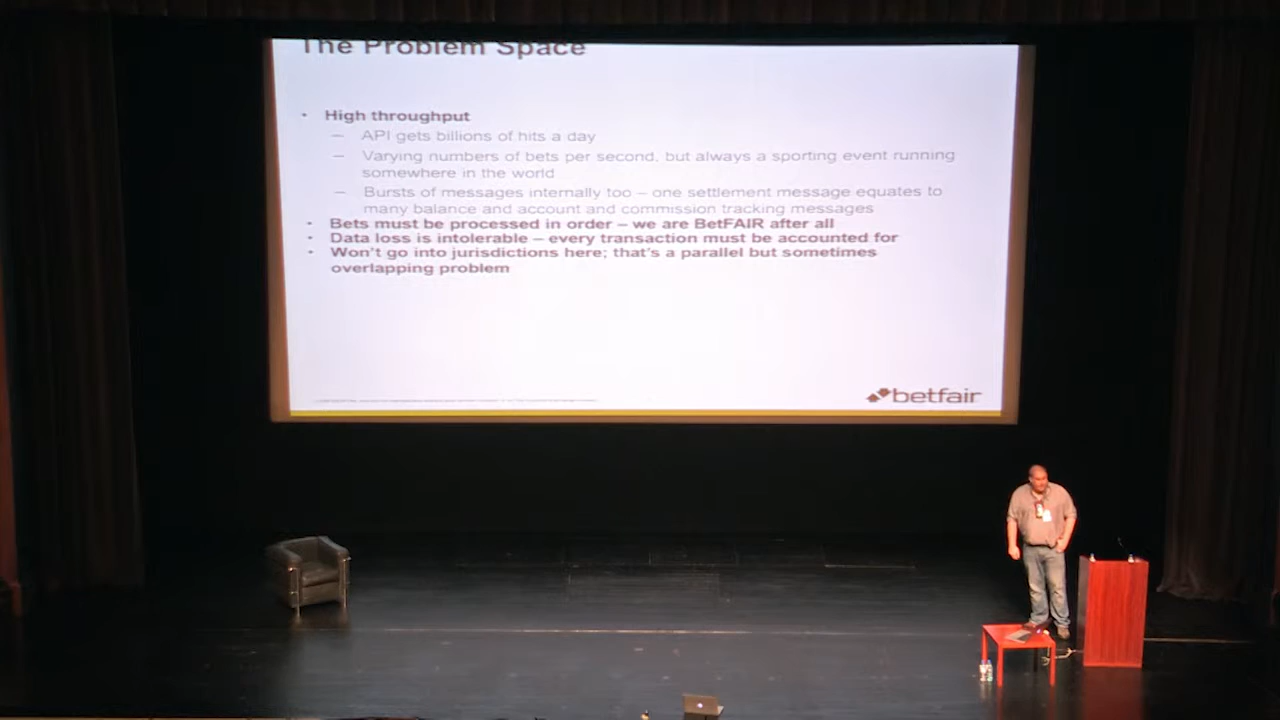 The Problem Space
• High throughput
– API gets billions of hits a day
– Varying numbers of bets per second, but always a sporting event running
somewhere in the world
– Bursts of messages internally too – one settlement message equates to
many balance and account and commission tracking messages
• Bets must be processed in order – we are BetFAIR after all
• Data loss is intolerable – every transaction must be accounted for
• Won't go into jurisdictions here; that's a parallel but sometimes
overlapping problem
betfair